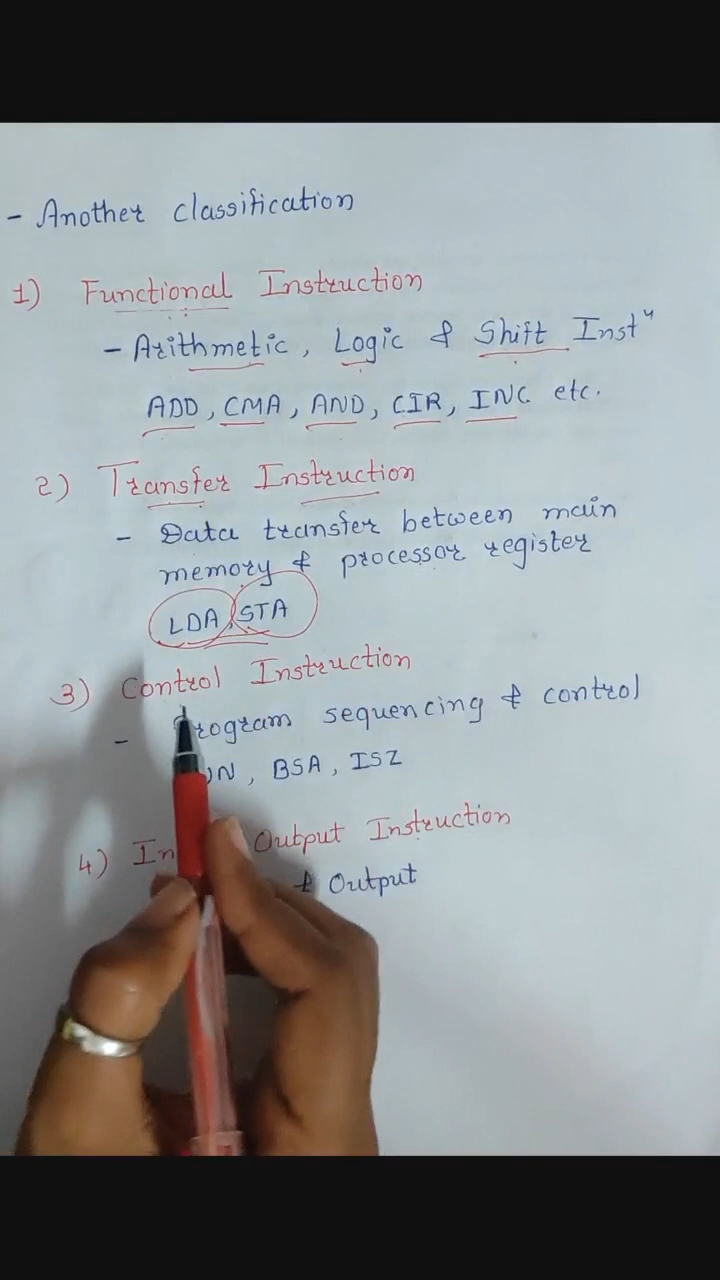 - Another classification
1) Functional Instruction
- Arithmetic, Logic & Shift Instⁿ
ADD, CMA, AND, CIR, INC etc.
2) Transfer Instruction
- Data transfer between main
memory & processor register
LDA, STA
3) Control Instruction
- Program sequencing & control
BSA, ISZ
4) Output Instruction
& Output